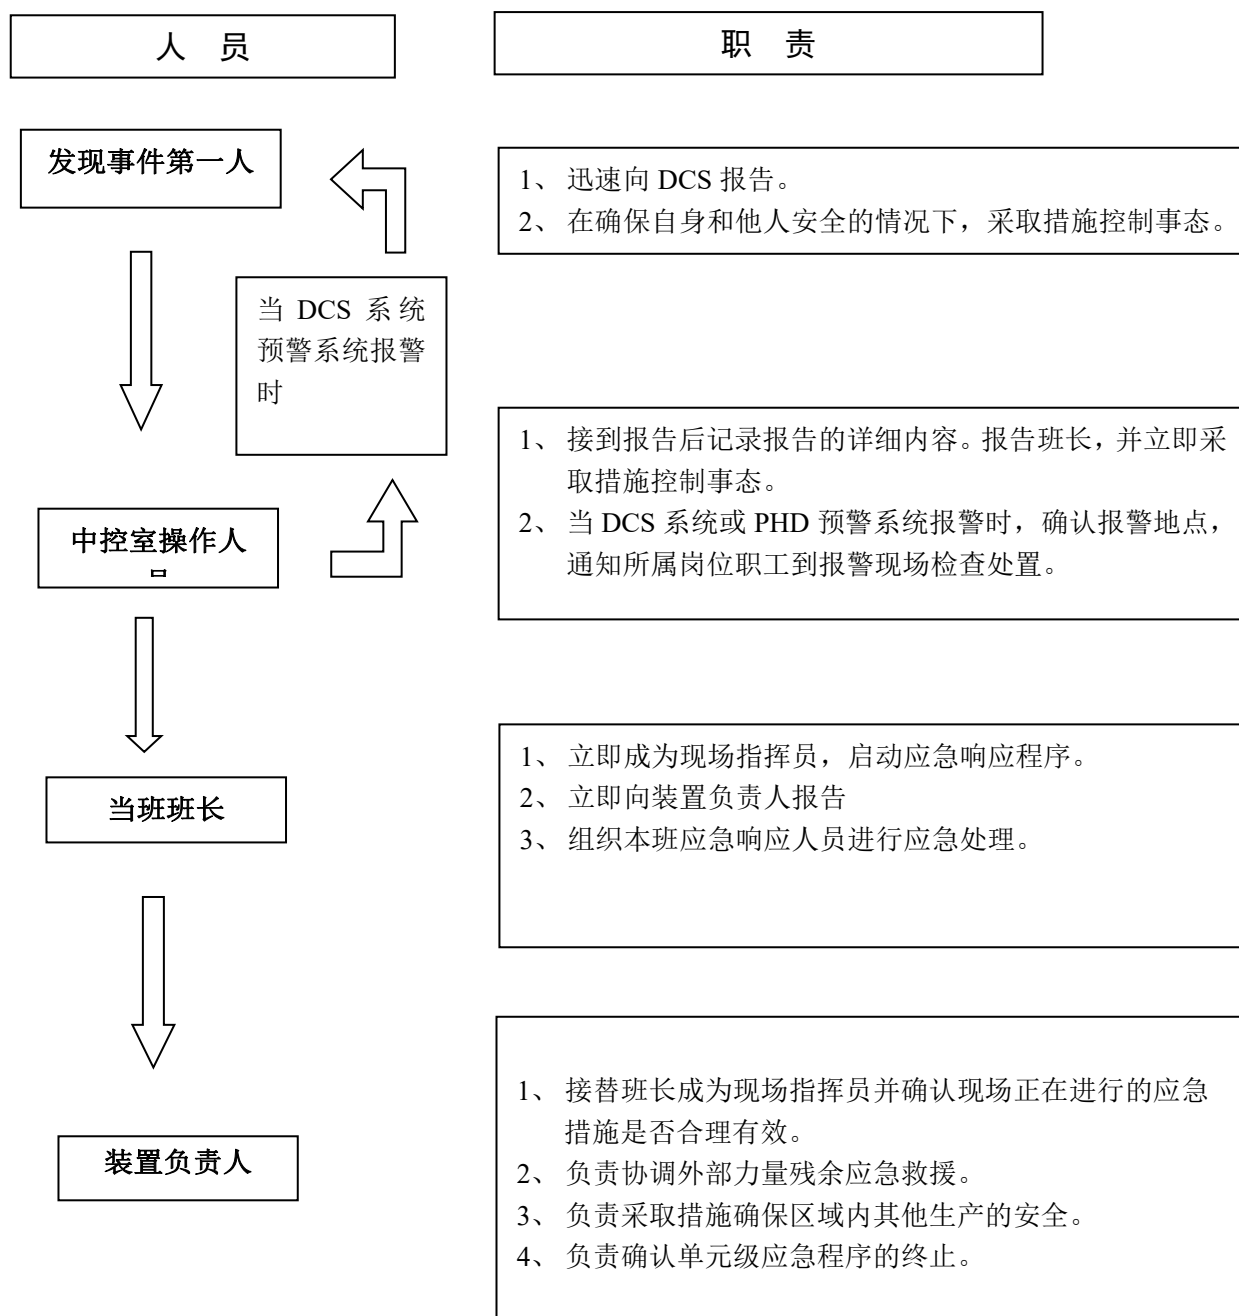 人 员
职 责
发现事件第一人
1、 迅速向 DCS 报告。
2、 在确保自身和他人安全的情况下，采取措施控制事态。
当 DCS 系统
预警系统报警
时
中控室操作人
1、 接到报告后记录报告的详细内容。报告班长，并立即采
取措施控制事态。
2、 当 DCS 系统或 PHD 预警系统报警时，确认报警地点，
通知所属岗位职工到报警现场检查处置。
当班班长
1、 立即成为现场指挥员，启动应急响应程序。
2、 立即向装置负责人报告
3、 组织本班应急响应人员进行应急处理。
装置负责人
1、 接替班长成为现场指挥员并确认现场正在进行的应急
措施是否合理有效。
2、 负责协调外部力量残余应急救援。
3、 负责采取措施确保区域内其他生产的安全。
4、 负责确认单元级应急程序的终止。